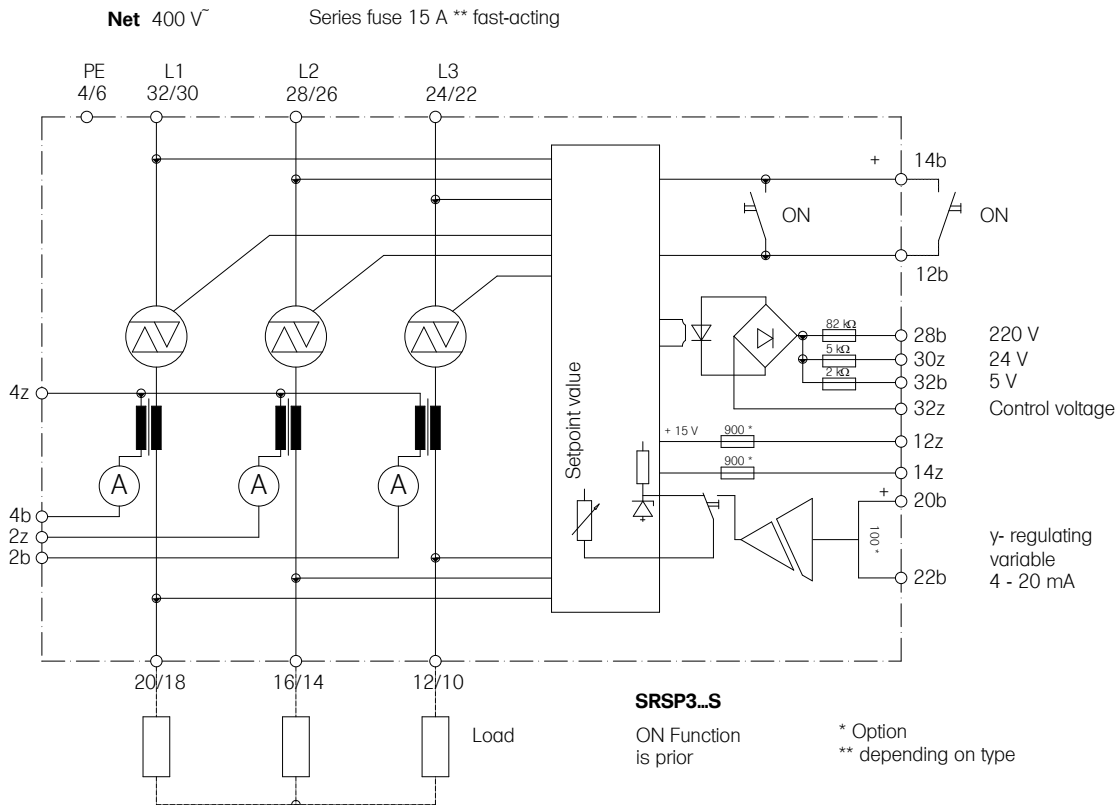 Net 400 V~ Series fuse 15 A ** fast-acting
PE L1 L2 L3
4/6 32/30 28/26 24/22
+ 14b
ON ON
12b
82 kΩ 28b 220 V
5 kΩ 30z 24 V
2 kΩ 32b 5 V
32z Control voltage
4z
Setpoint value
+ 15 V 900 * 12z
900 * 14z
A A A
+ 20b
4b
2z
2b
100 *
y- regulating
variable
4 - 20 mA
22b
20/18 16/14 12/10
Load
SRSP3...S
ON Function
is prior
* Option
** depending on type